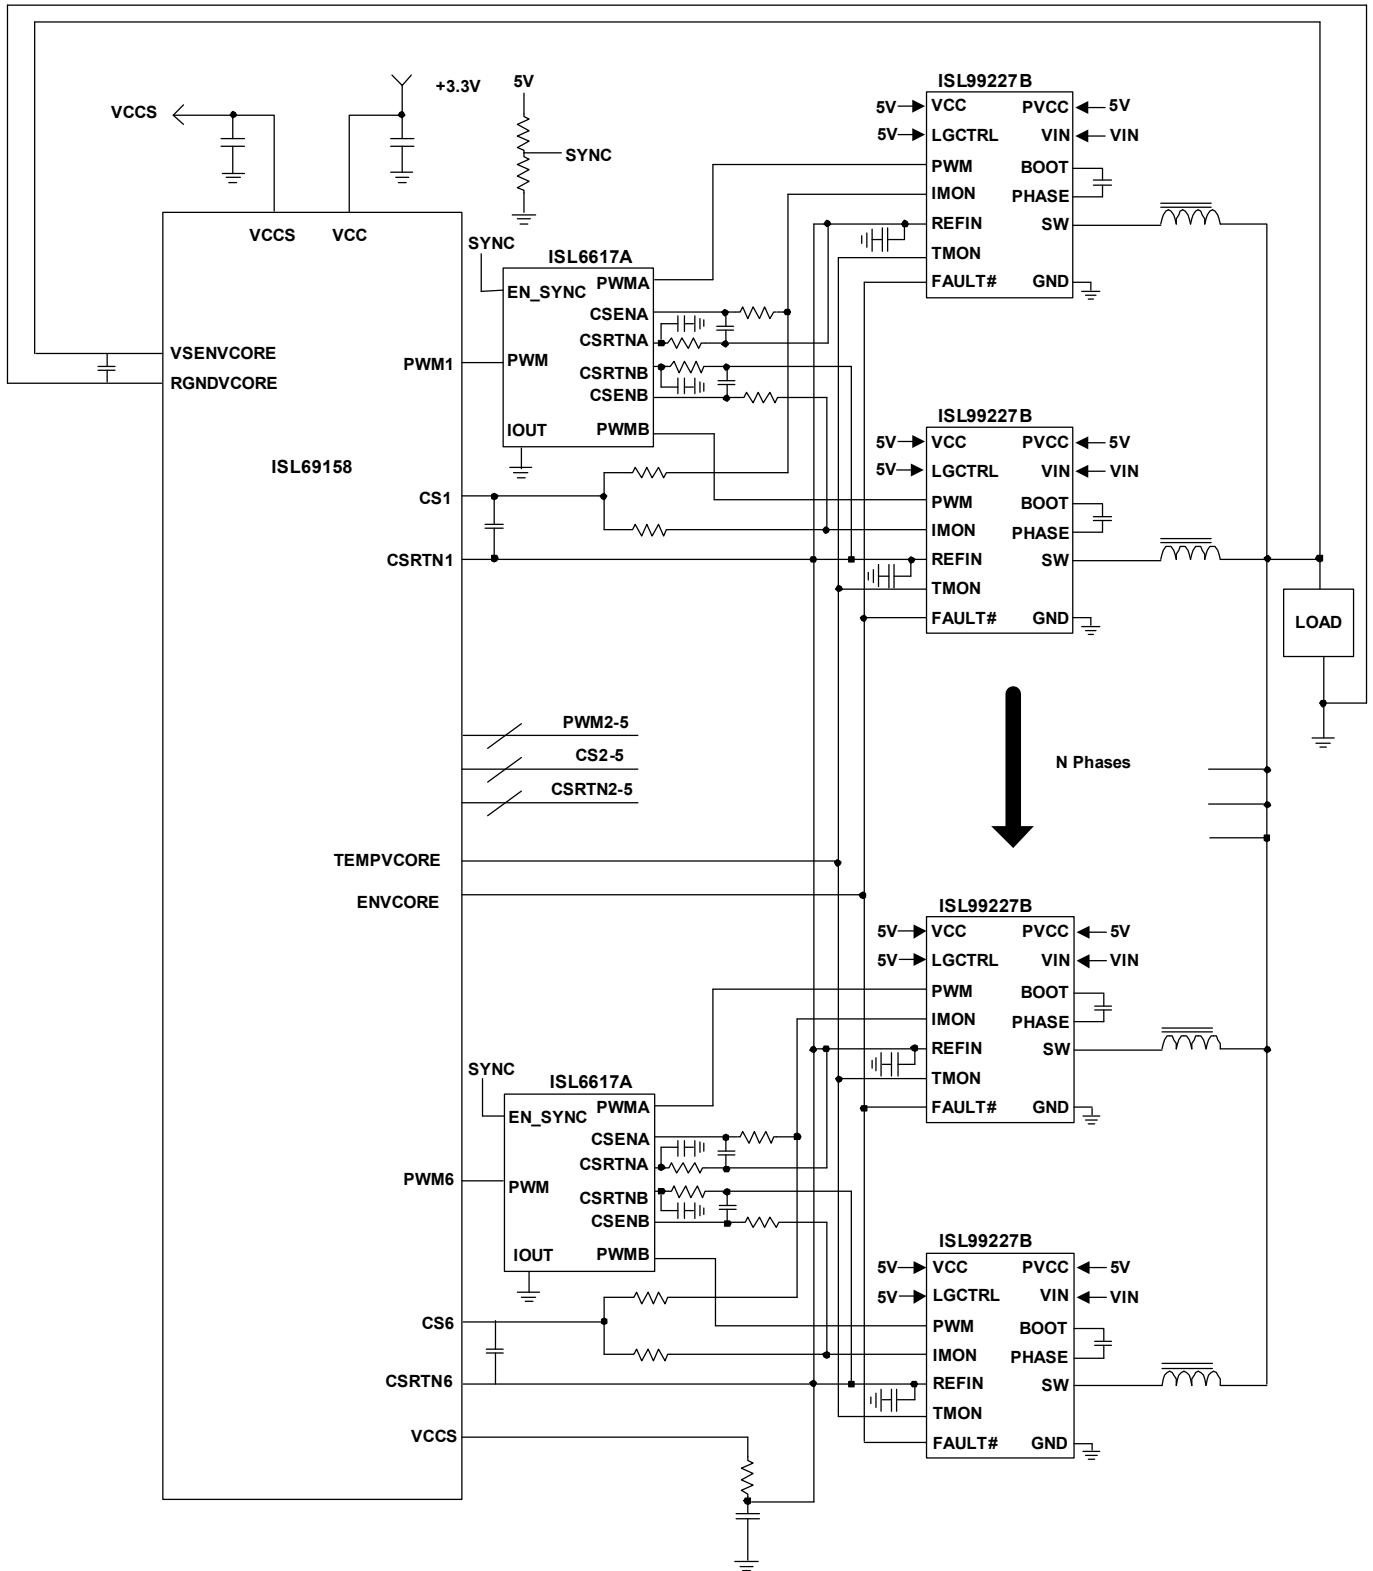 ISL99227B
5V
VCC
PVCC
5V
5V
LGCTRL
VIN
VIN
PWM
BOOT
IMON
PHASE
REFIN
SW
TMON
FAULT#
GND
+3.3V
5V
VCCS
SYNC
VCCS
VCC
SYNC
ISL6617A
EN_SYNC
PWMA
CSENA
CSRTNA
PWM
CSRTNB
CSENB
IOUT
PWMB
VSENVCORE
RGNDVCORE
PWM1
ISL69158
CS1
CSRTN1
ISL99227B
5V
VCC
PVCC
5V
5V
LGCTRL
VIN
VIN
PWM
BOOT
IMON
PHASE
REFIN
SW
TMON
FAULT#
GND
LOAD
PWM2-5
CS2-5
CSRTN2-5
N Phases
TEMPVCORE
ENVCORE
ISL99227B
5V
VCC
PVCC
5V
5V
LGCTRL
VIN
VIN
PWM
BOOT
IMON
PHASE
REFIN
SW
TMON
FAULT#
GND
SYNC
ISL6617A
EN_SYNC
PWMA
CSENA
CSRTNA
PWM6
PWM
CSRTNB
CSENB
IOUT
PWMB
ISL99227B
5V
VCC
PVCC
5V
5V
LGCTRL
VIN
VIN
PWM
BOOT
IMON
PHASE
REFIN
SW
TMON
FAULT#
GND
CS6
CSRTN6
VCCS